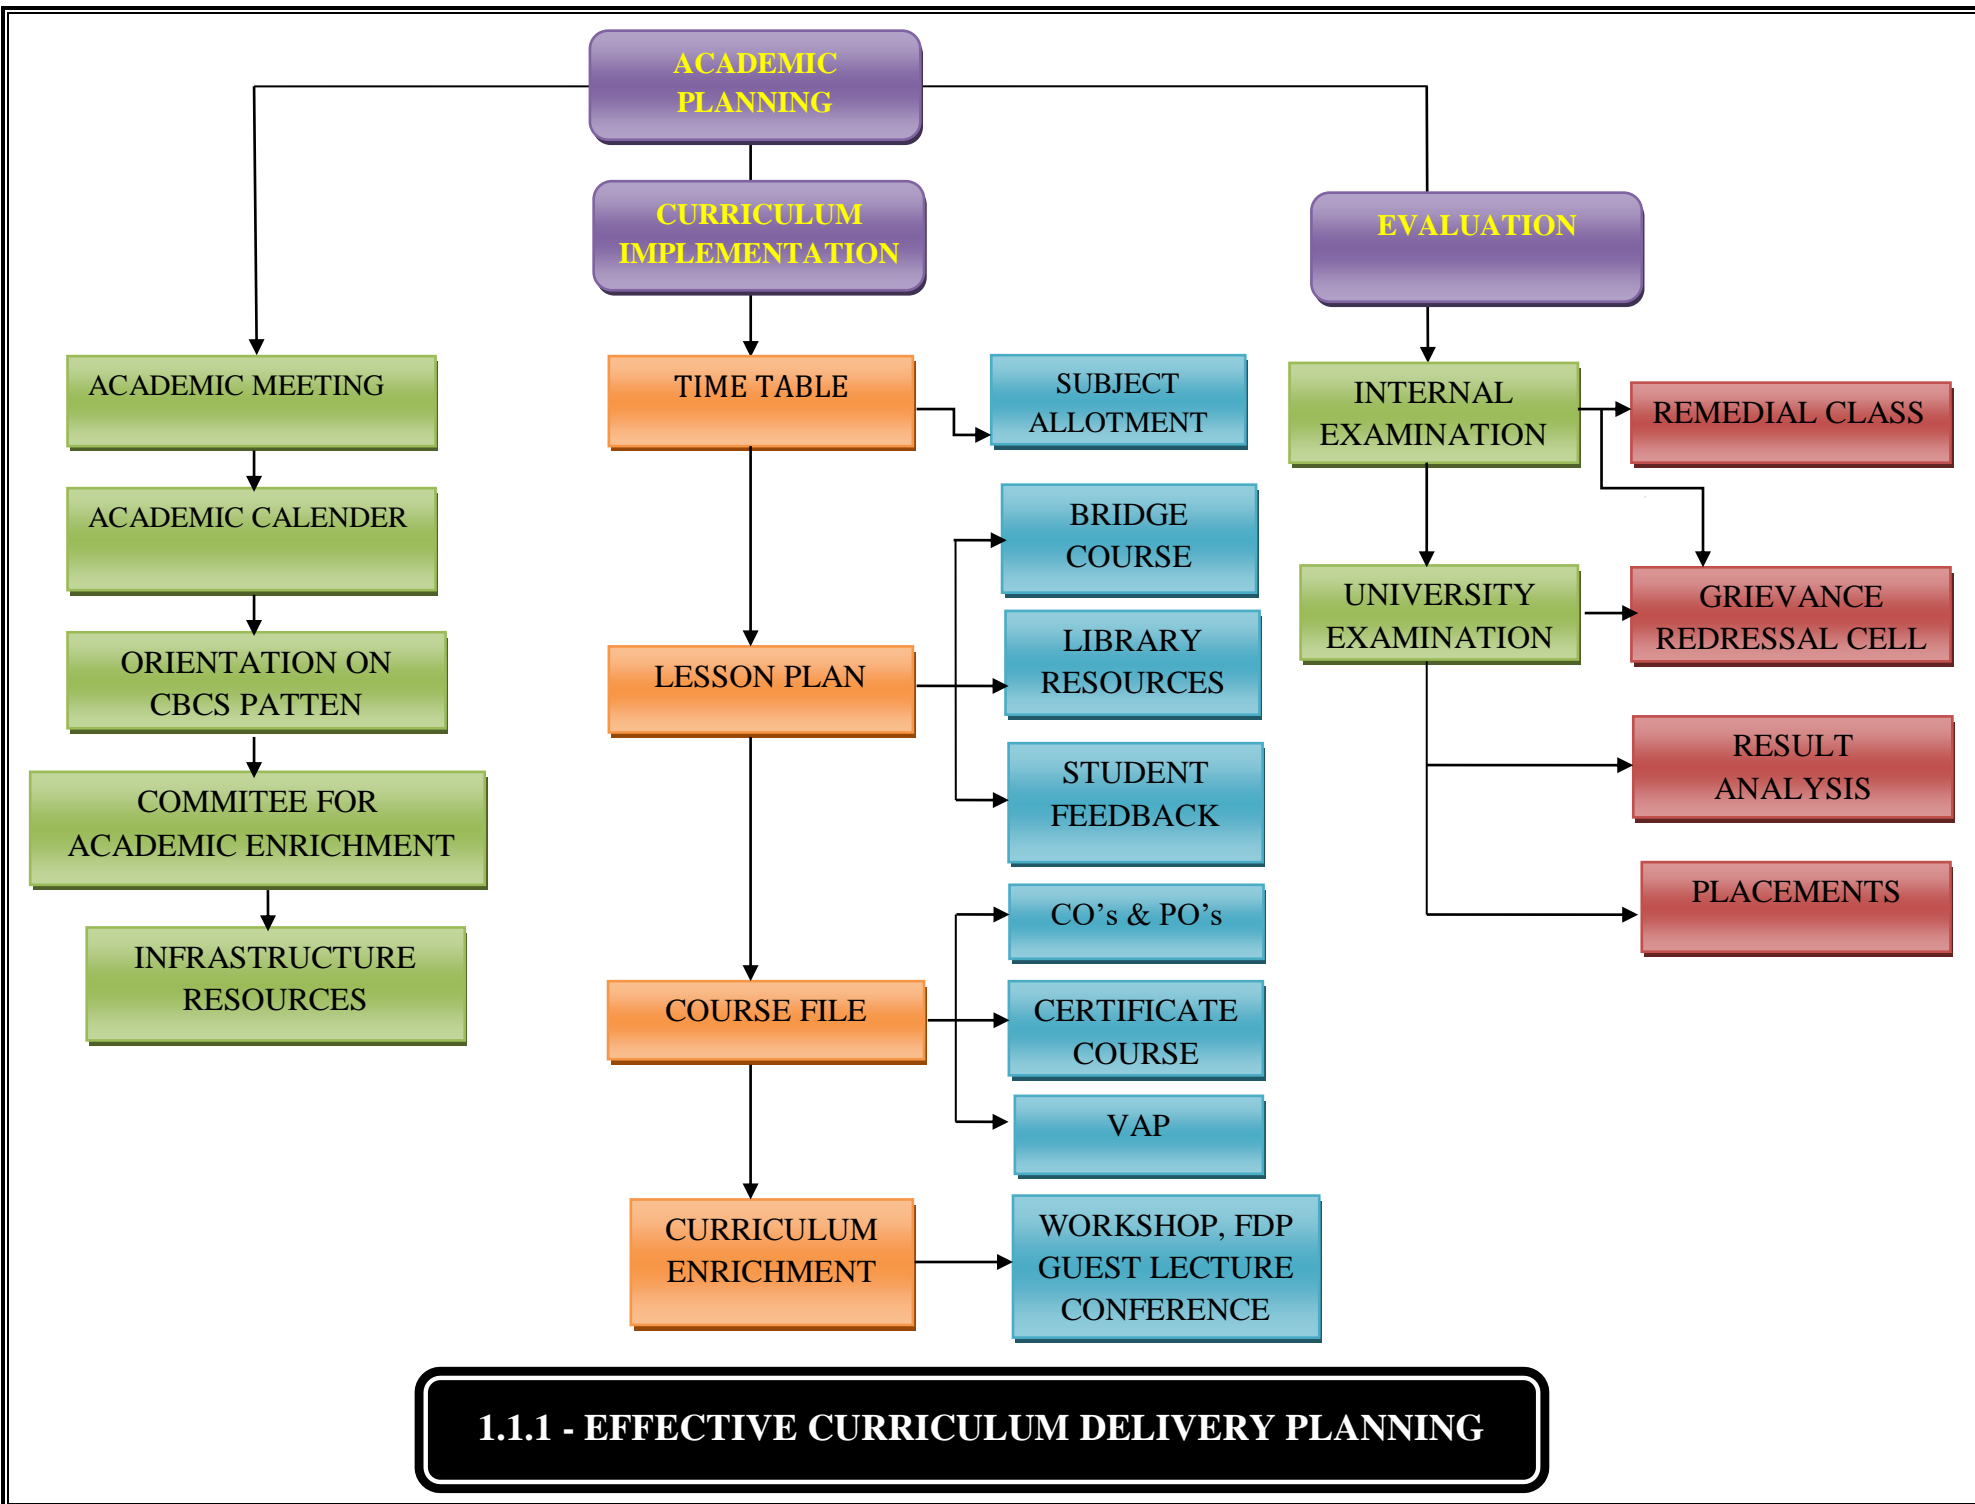 ACADEMIC
PLANNING
CURRICULUM
IMPLEMENTATION
EVALUATION
ACADEMIC MEETING
ACADEMIC CALENDER
ORIENTATION ON
CBCS PATTEN
COMMITEE FOR
ACADEMIC ENRICHMENT
INFRASTRUCTURE
RESOURCES
TIME TABLE
SUBJECT
ALLOTMENT
LESSON PLAN
BRIDGE
COURSE
LIBRARY
RESOURCES
STUDENT
FEEDBACK
COURSE FILE
CO’s & PO’s
CERTIFICATE
COURSE
VAP
CURRICULUM
ENRICHMENT
WORKSHOP, FDP
GUEST LECTURE
CONFERENCE
INTERNAL
EXAMINATION
REMEDIAL CLASS
UNIVERSITY
EXAMINATION
GRIEVANCE
REDRESSAL CELL
RESULT
ANALYSIS
PLACEMENTS
1.1.1 - EFFECTIVE CURRICULUM DELIVERY PLANNING